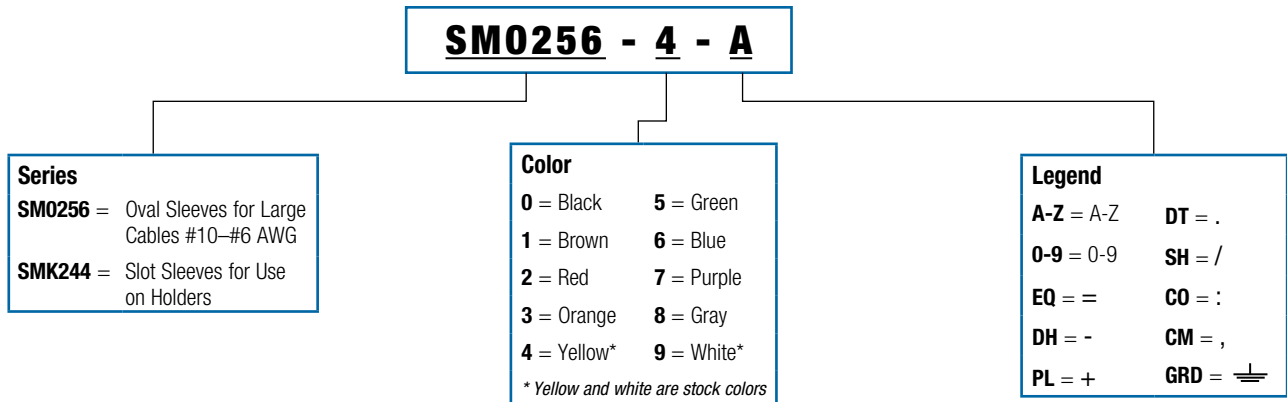 SMO256 - 4 - A
Series
SMO256 = Oval Sleeves for Large
Cables #10–#6 AWG
SMK244 = Slot Sleeves for Use
on Holders
Color
0 = Black
1 = Brown
2 = Red
3 = Orange
4 = Yellow*
5 = Green
6 = Blue
7 = Purple
8 = Gray
9 = White*
* Yellow and white are stock colors
Legend
A-Z = A-Z
0-9 = 0-9
EQ = =
DH = -
PL = +
DT = .
SH = /
CO = :
CM = ,
GRD = ⏚